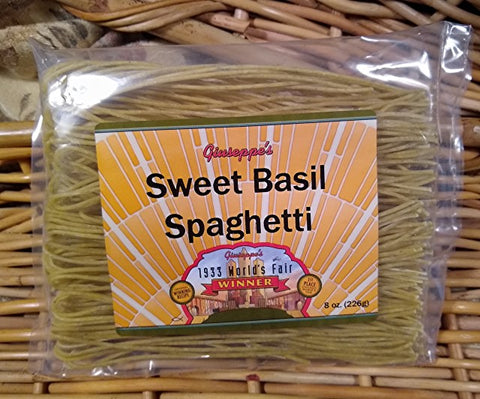 Giuseppe's
Sweet Basil
Spaghetti
Giuseppe's
1933 World's Fair
WINNER
8 oz. (226g)